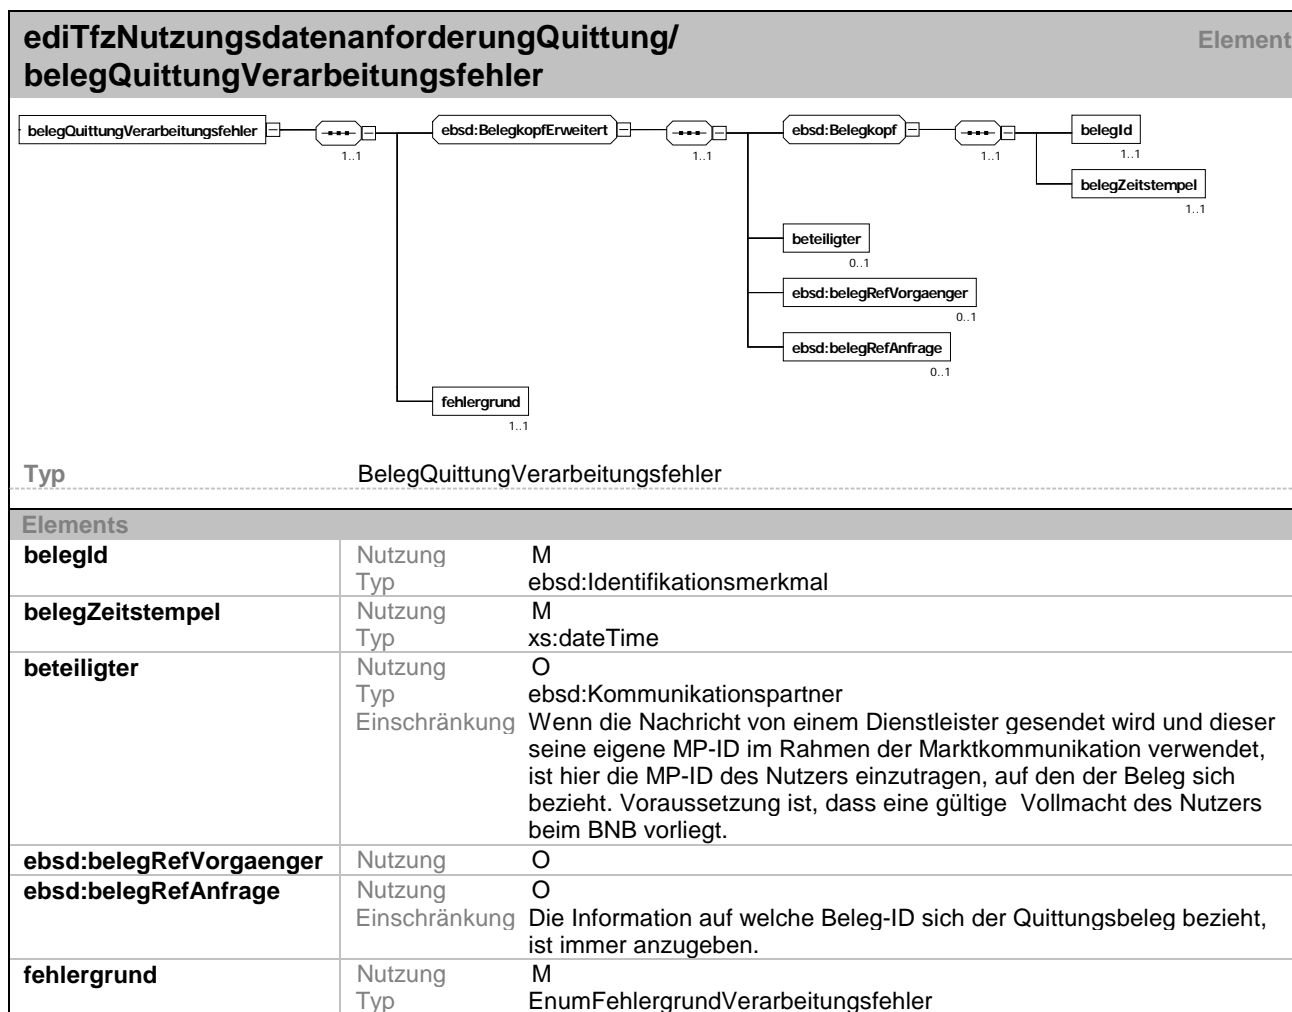 ediTfzNutzungsdatenanforderungQuittung/ Element
belegQuittungVerarbeitungsfehler
belegQuittungVerarbeitungsfehler
1..1
ebsd:BelegkopfErweitert
1..1
ebsd:Belegkopf
1..1
belegId
1..1
belegZeitstempel
1..1
beteiligter
0..1
ebsd:belegRefVorgaenger
0..1
ebsd:belegRefAnfrage
0..1
fehlergrund
1..1
Typ BelegQuittungVerarbeitungsfehler
Elements
belegId Nutzung M
Typ ebsd:Identifikationsmerkmal
belegZeitstempel Nutzung M
Typ xs:dateTime
beteiligter Nutzung O
Typ ebsd:Kommunikationspartner
Einschränkung Wenn die Nachricht von einem Dienstleister gesendet wird und dieser
seine eigene MP-ID im Rahmen der Marktkommunikation verwendet,
ist hier die MP-ID des Nutzers einzutragen, auf den der Beleg sich
bezieht. Voraussetzung ist, dass eine gültige Vollmacht des Nutzers
beim BNB vorliegt.
ebsd:belegRefVorgaenger Nutzung O
ebsd:belegRefAnfrage Nutzung O
Einschränkung Die Information auf welche Beleg-ID sich der Quittungsbeleg bezieht,
ist immer anzugeben.
fehlergrund Nutzung M
Typ EnumFehlergrundVerarbeitungsfehler